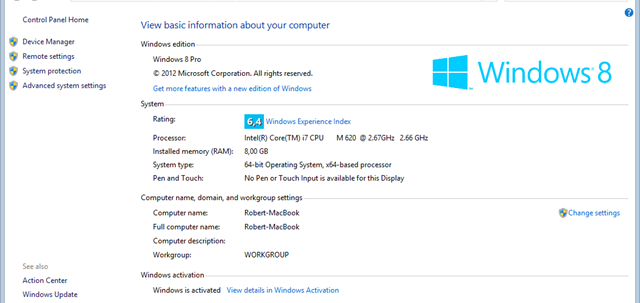 Control Panel Home
Device Manager
Remote settings
System protection
Advanced system settings
See also
Action Center
Windows Update
View basic information about your computer
Windows edition
Windows 8 Pro
© 2012 Microsoft Corporation. All rights reserved.
Get more features with a new edition of Windows
Windows 8
System
Rating: 6,4 Windows Experience Index
Processor: Intel(R) Core(TM) i7 CPU M 620 @ 2.67GHz 2.66 GHz
Installed memory (RAM): 8,00 GB
System type: 64-bit Operating System, x64-based processor
Pen and Touch: No Pen or Touch Input is available for this Display
Computer name, domain, and workgroup settings
Computer name: Robert-MacBook Change settings
Full computer name: Robert-MacBook
Computer description:
Workgroup: WORKGROUP
Windows activation
Windows is activated View details in Windows Activation